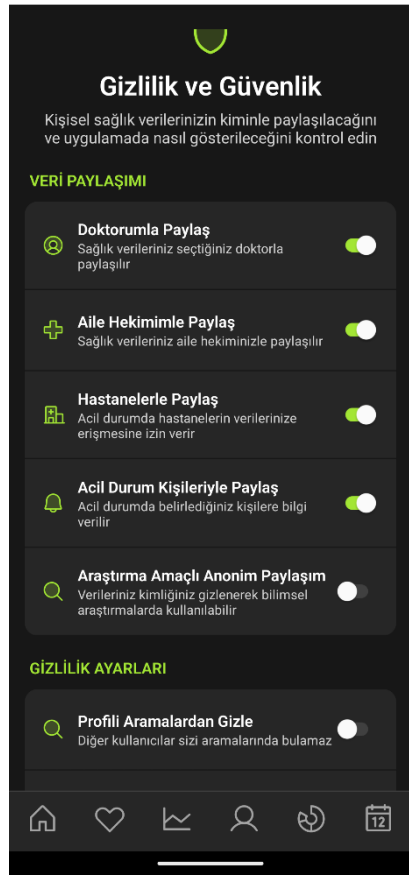 Gizlilik ve Güvenlik
Kişisel sağlık verilerinizin kiminle paylaşılacağını
ve uygulamada nasıl gösterileceğini kontrol edin
VERİ PAYLAŞIMI
Doktorumla Paylaş
Sağlık verileriniz seçtiğiniz doktorla
paylaşılır
Aile Hekimimle Paylaş
Sağlık verileriniz aile hekiminizle paylaşılır
Hastanelerle Paylaş
Acil durumda hastanelerin verilerinize
erişmesine izin verir
Acil Durum Kişileriyle Paylaş
Acil durumda belirlediğiniz kişilere bilgi
verilir
Araştırma Amaçlı Anonim Paylaşım
Verileriniz kimliğiniz gizlenerek bilimsel
araştırmalarda kullanılabilir
GİZLİLİK AYARLARI
Profili Aramalardan Gizle
Diğer kullanıcılar sizi aramalarında bulamaz
12